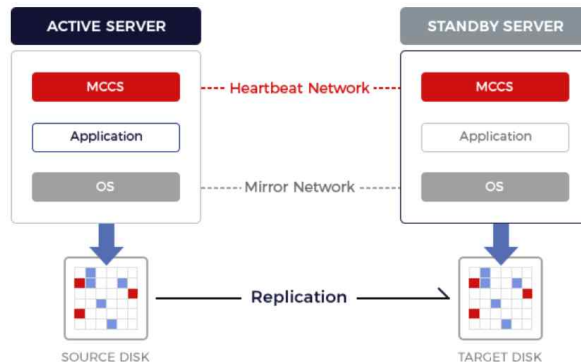 ACTIVE SERVER
STANDBY SERVER
MCCS
Heartbeat Network
MCCS
Application
Application
OS
Mirror Network
OS
Replication
SOURCE DISK
TARGET DISK